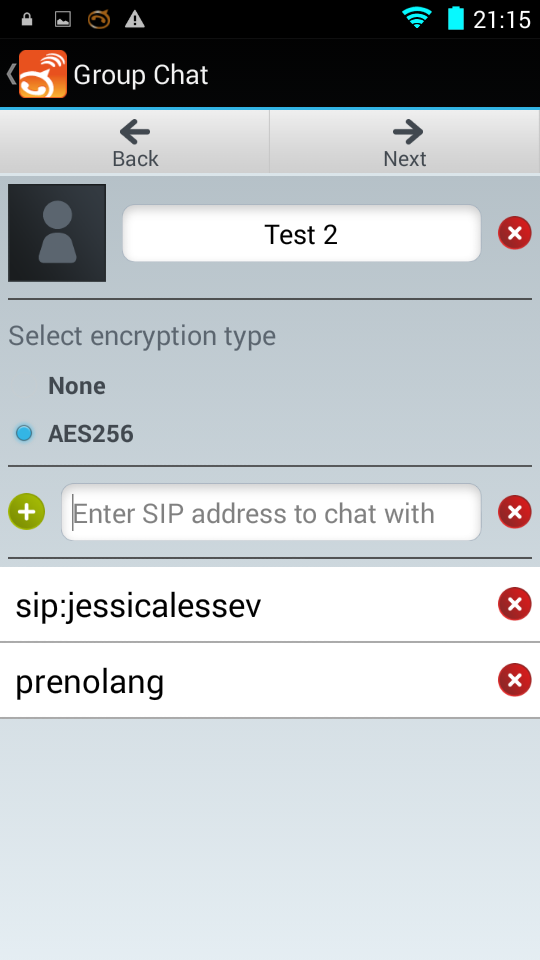 21:15
Group Chat
Back
Next
Test 2
Select encryption type
None
AES256
Enter SIP address to chat with
sip:jessicalessev
prenolang